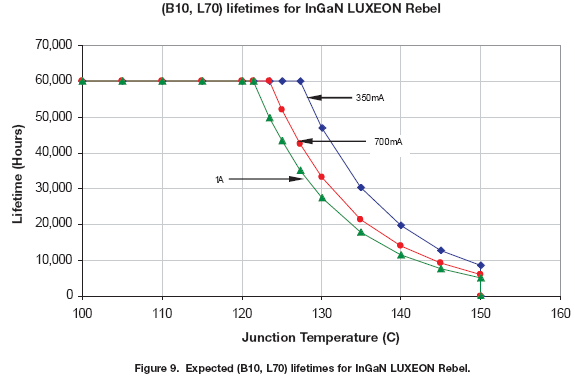 (B10, L70) lifetimes for InGaN LUXEON Rebel
70,000
60,000
50,000
40,000
30,000
20,000
10,000
0
Lifetime (Hours)
350mA
700mA
1A
100 110 120 130 140 150 160
Junction Temperature (C)
Figure 9. Expected (B10, L70) lifetimes for InGaN LUXEON Rebel.